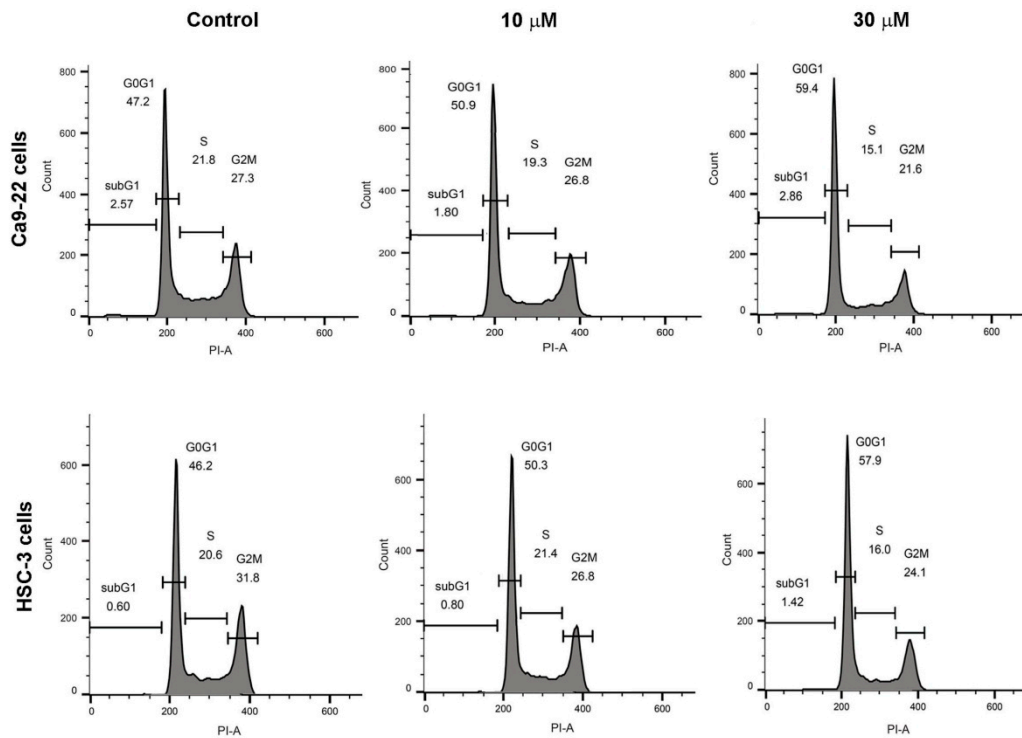 Control
10 μM
30 μM
Ca9-22 cells
800
600
400
200
0
Count
G0G1
47.2
S
21.8
G2M
27.3
subG1
2.57
0
200
400
600
PI-A
800
600
400
200
0
Count
G0G1
50.9
S
19.3
G2M
26.8
subG1
1.80
0
200
400
600
PI-A
800
600
400
200
0
Count
G0G1
59.4
S
15.1
G2M
21.6
subG1
2.86
0
200
400
600
PI-A
HSC-3 cells
600
400
200
0
Count
G0G1
46.2
S
20.6
G2M
31.8
subG1
0.60
0
200
400
600
PI-A
600
400
200
0
Count
G0G1
50.3
S
21.4
G2M
26.8
subG1
0.80
0
200
400
600
PI-A
600
400
200
0
Count
G0G1
57.9
S
16.0
G2M
24.1
subG1
1.42
0
200
400
600
PI-A